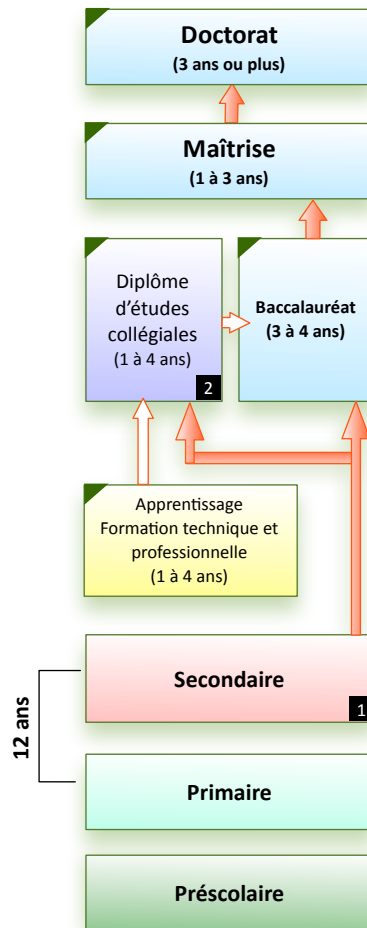 Doctorat
(3 ans ou plus)
Maîtrise
(1 à 3 ans)
Diplôme
d’études
collégiales
(1 à 4 ans)
2
Baccalauréat
(3 à 4 ans)
Apprentissage
Formation technique et
professionnelle
(1 à 4 ans)
Secondaire
1
12 ans
Primaire
Préscolaire